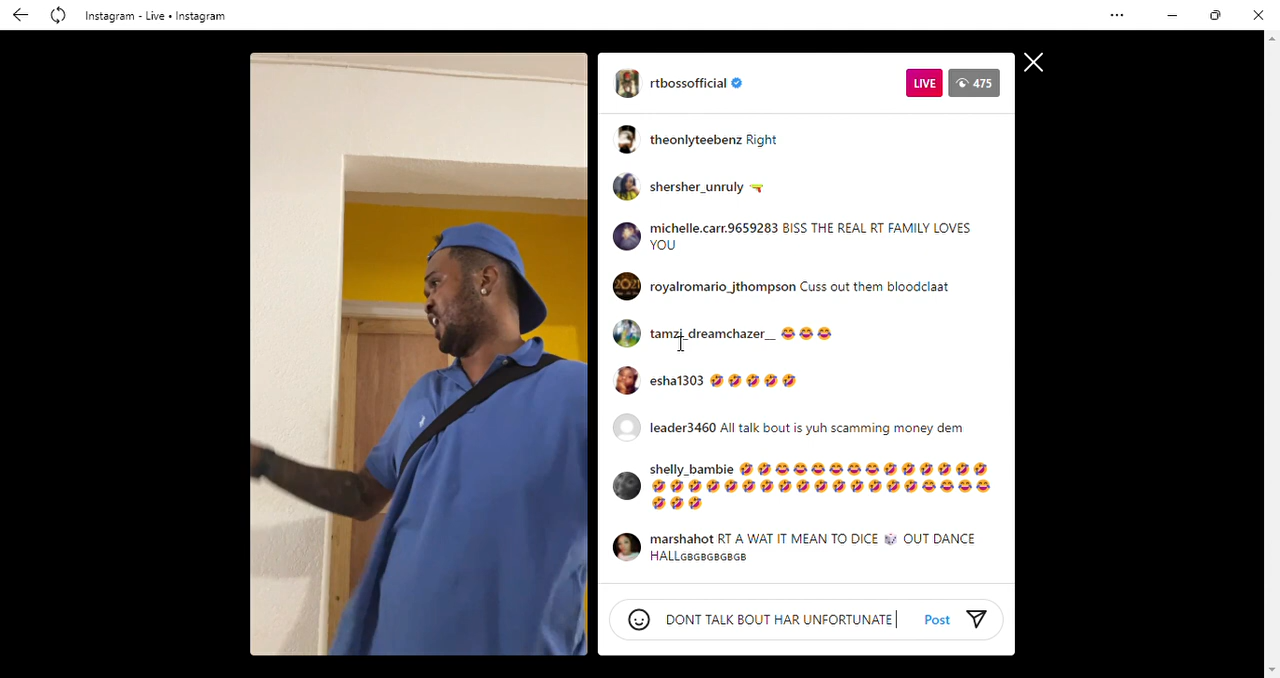 Instagram - Live • Instagram
rtbossofficial
LIVE
475
theonlyteebenz Right
shersher_unruly
michelle.carr.9659283 BISS THE REAL RT FAMILY LOVES
YOU
royalromario_jthompson Cuss out them bloodclaat
tamzi_dreamchazer__ 😂😂😂
esha1303 🤣🤣🤣🤣🤣
leader3460 All talk bout is yuh scamming money dem
shelly_bambie 🤣🤣😂😂😂😂😂😂🤣🤣🤣🤣🤣🤣
🤣🤣🤣🤣🤣🤣🤣🤣🤣🤣🤣🤣🤣🤣🤣😂😂😂😂
🤣🤣🤣
marshahot RT A WAT IT MEAN TO DICE 🎲 OUT DANCE
HALLGBGBGBGBGB
DONT TALK BOUT HAR UNFORTUNATE
Post